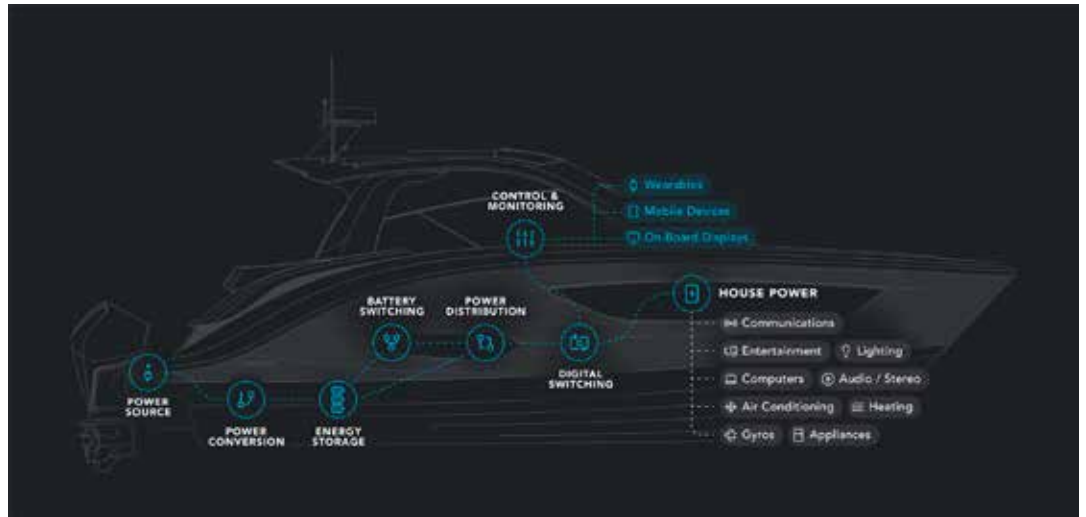 Wearables
CONTROL &
MONITORING
Mobile Devices
On-Board Displays
BATTERY
SWITCHING
POWER
DISTRIBUTION
HOUSE POWER
Communications
Entertainment
Lighting
DIGITAL
SWITCHING
Computers
Audio / Stereo
POWER
SOURCE
Air Conditioning
Heating
POWER
CONVERSION
ENERGY
STORAGE
Gyros
Appliances